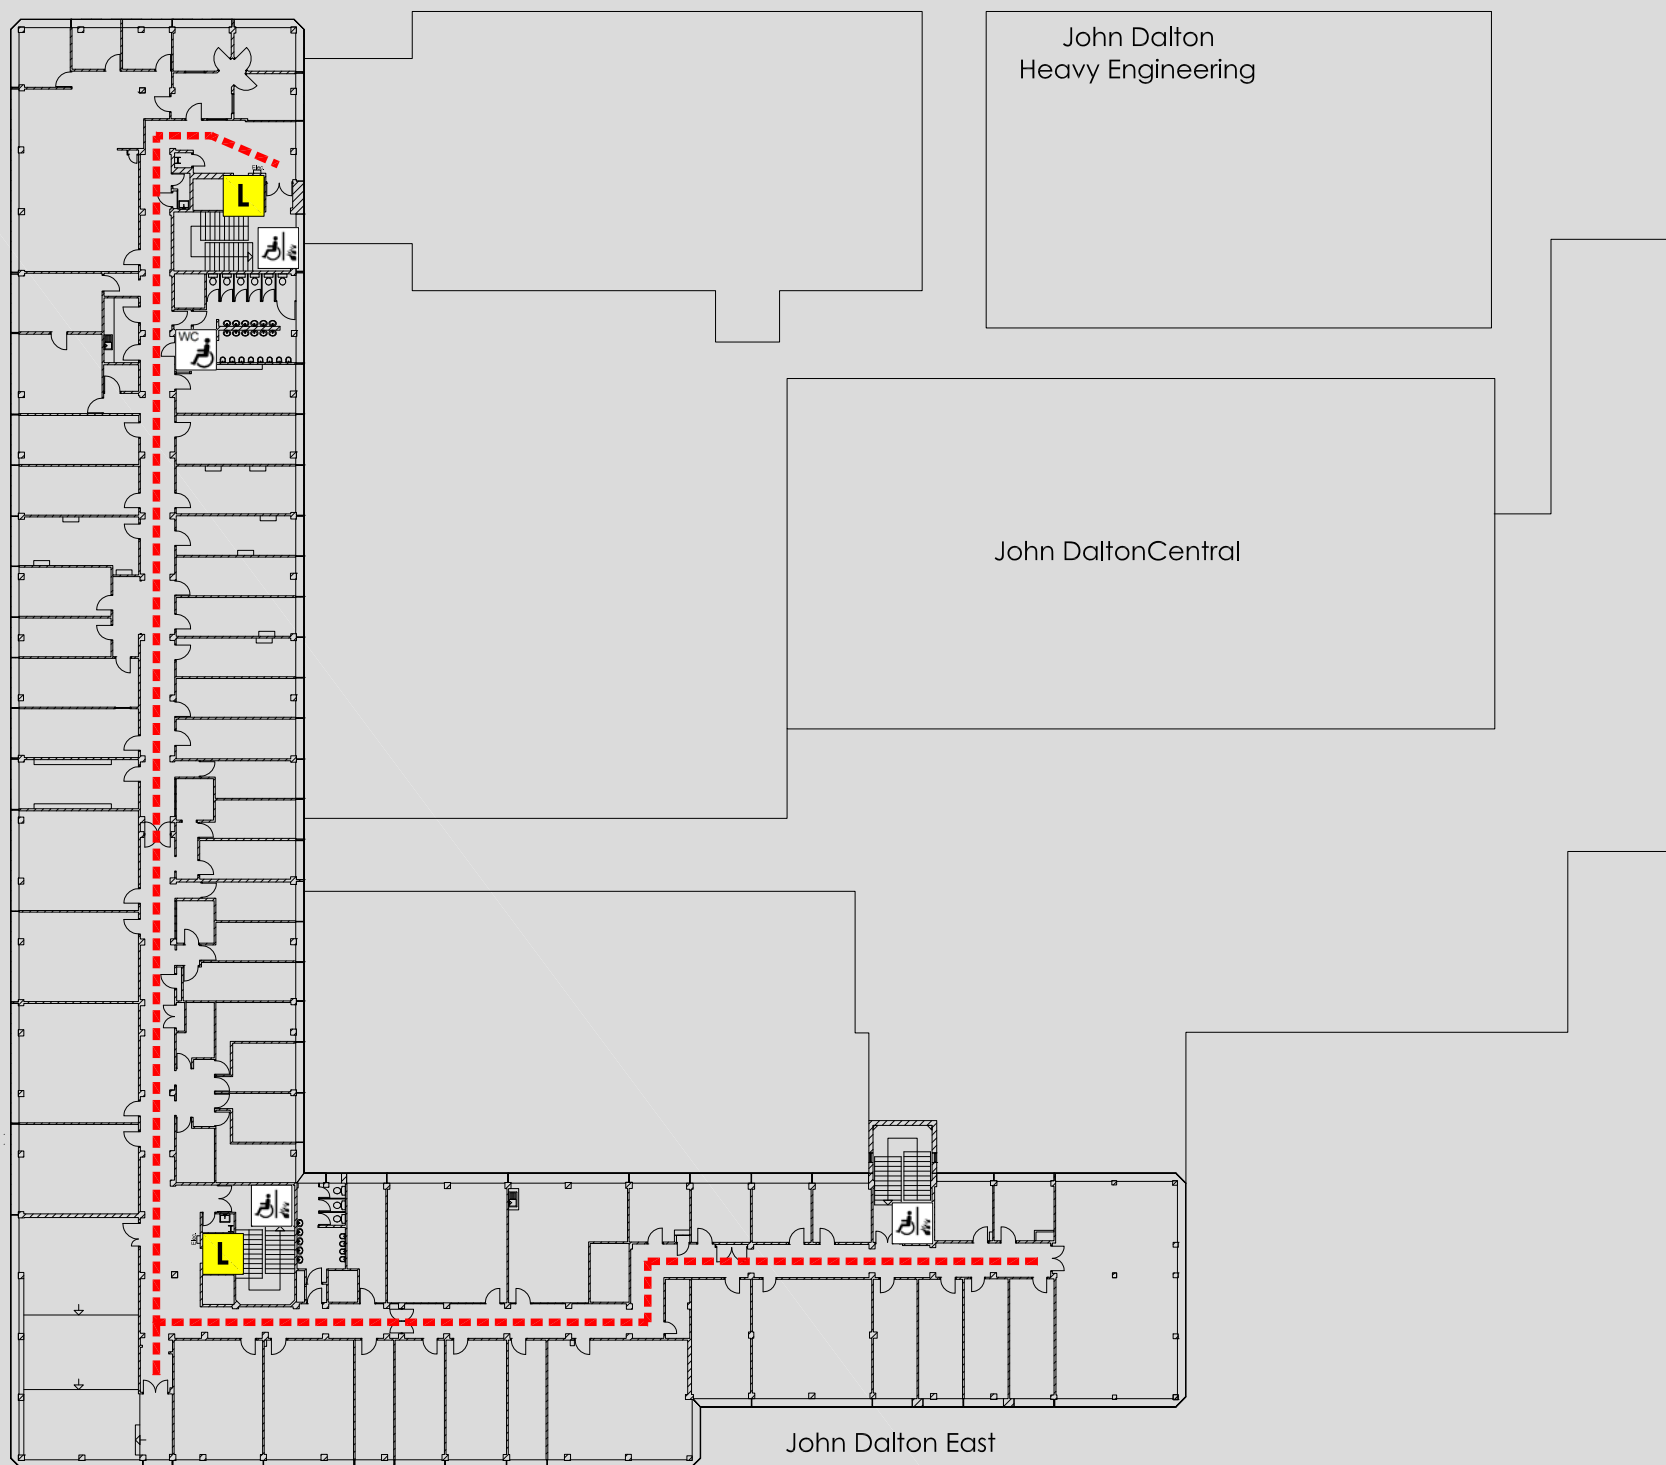 John Dalton
Heavy Engineering
L
WC
John DaltonCentral
L
John Dalton East